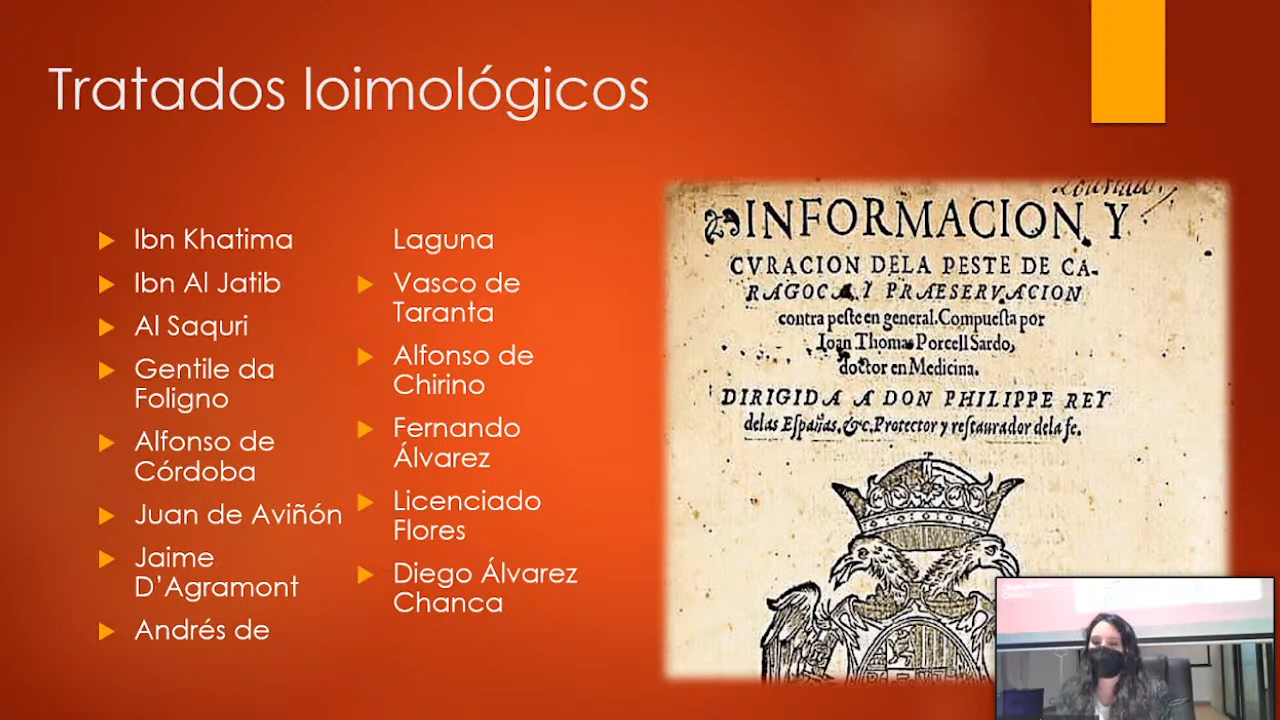 Tratados loimológicos
Ibn Khatima
Ibn Al Jatib
Al Saquri
Gentile da
Foligno
Alfonso de
Córdoba
Juan de Aviñón
Jaime
D’Agramont
Andrés de
Laguna
Vasco de
Taranta
Alfonso de
Chirino
Fernando
Álvarez
Licenciado
Flores
Diego Álvarez
Chanca
INFORMACION Y
CVRACION DELA PESTE DE CA-
RAGOCA Y PRAESERVACION
contra peſte en general. Compueſta por
Ioan Thomas Porcell Sardo,
doctor en Medicina.
DIRIGIDA A DON PHILIPPE REY
delas Eſpañas, &c. Protector y reſtaurador dela fe.